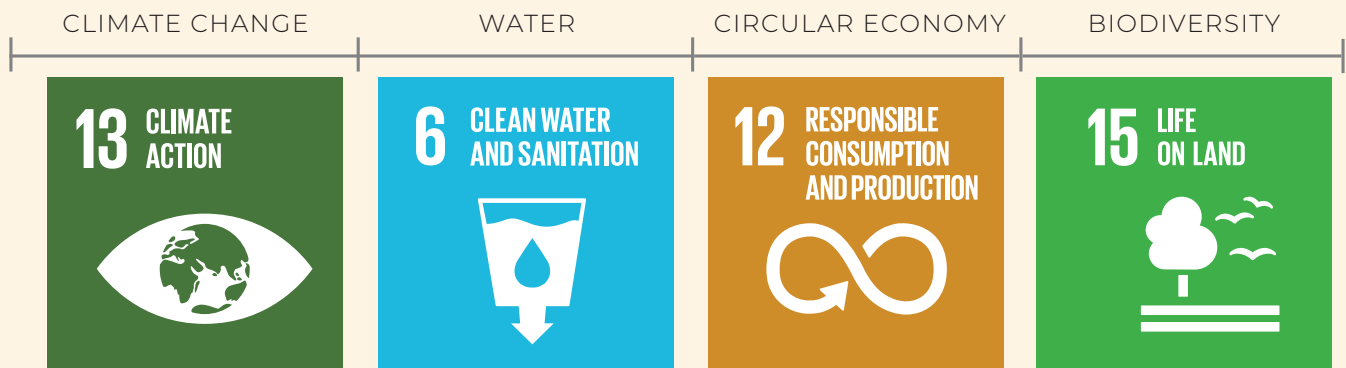 CLIMATE CHANGE
WATER
CIRCULAR ECONOMY
BIODIVERSITY
13 CLIMATE
ACTION
6 CLEAN WATER
AND SANITATION
12 RESPONSIBLE
CONSUMPTION
AND PRODUCTION
15 LIFE
ON LAND